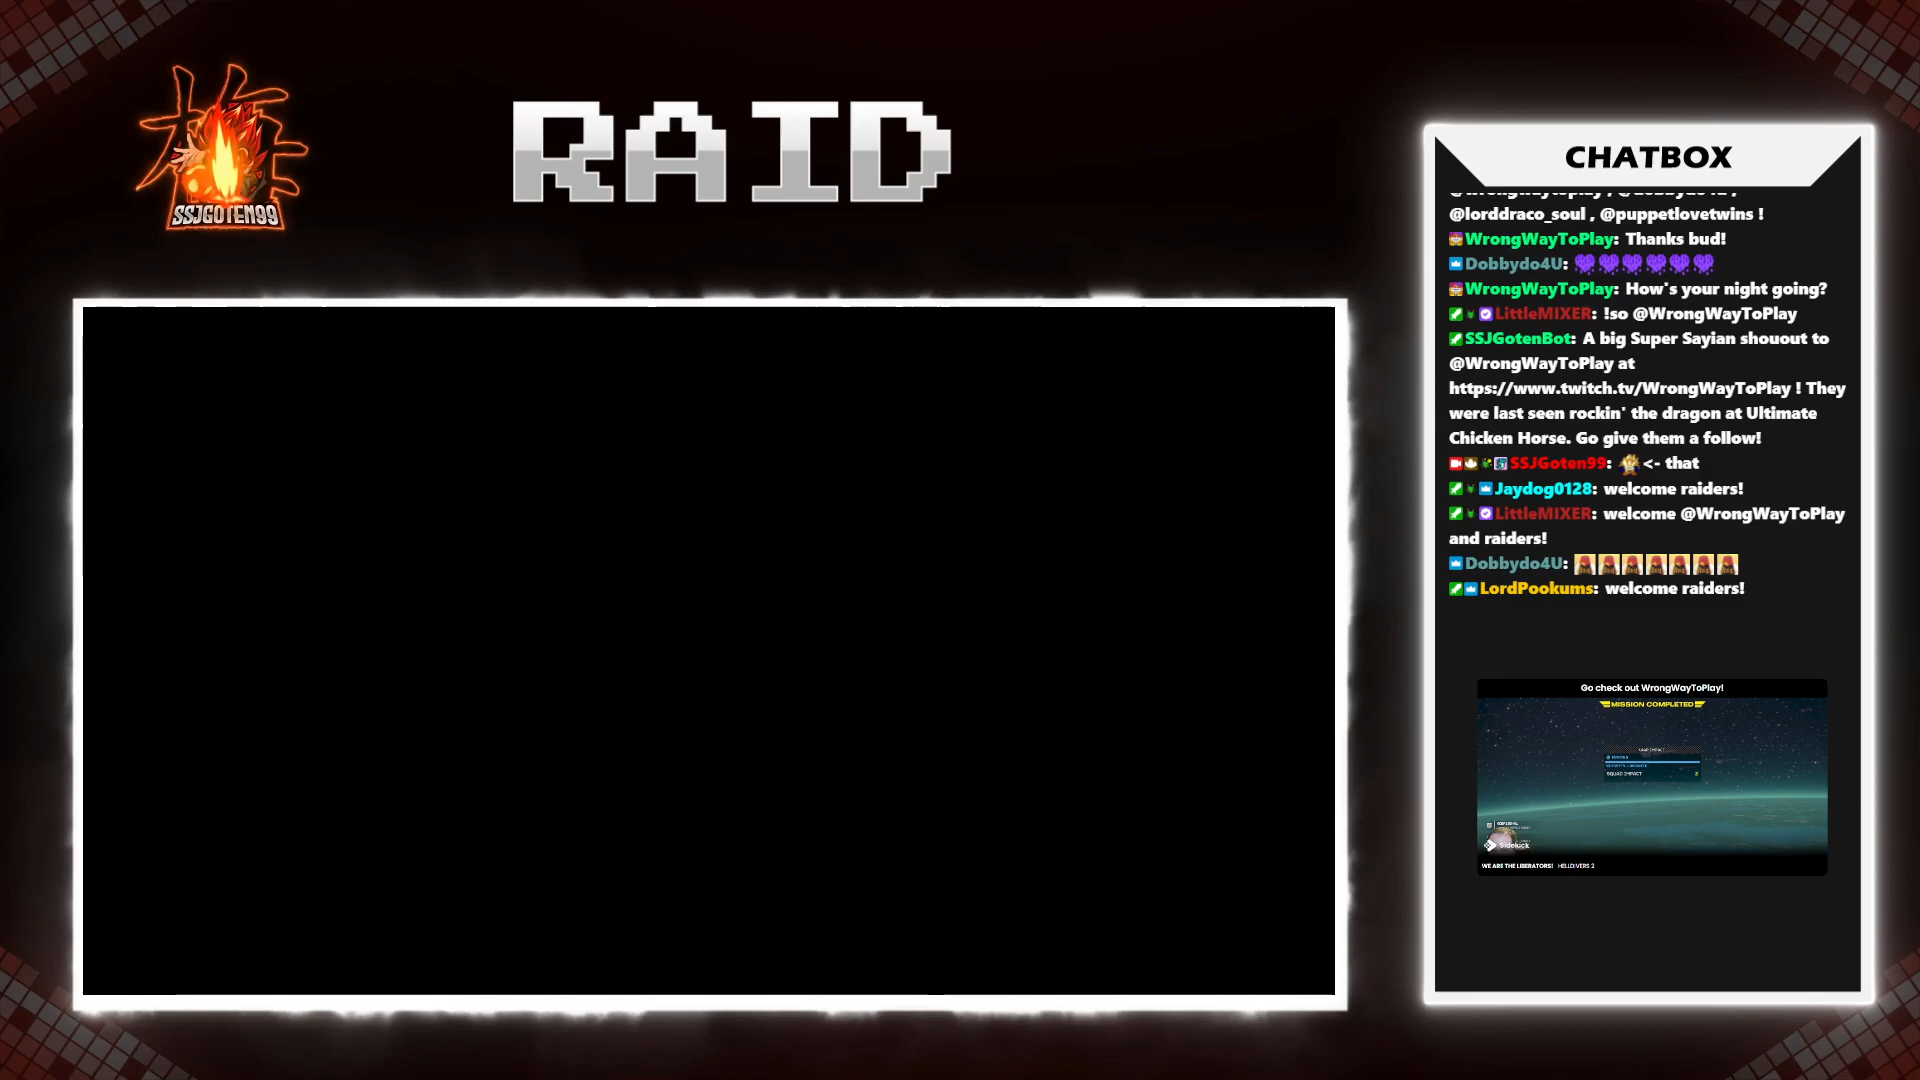 SSJGOTEN99
RAID
CHATBOX
@lorddraco_soul , @puppetlovetwins !
WrongWayToPlay: Thanks bud!
Dobbydo4U:
WrongWayToPlay: How's your night going?
LittleMIXER: !so @WrongWayToPlay
SSJGotenBot: A big Super Sayian shouout to
@WrongWayToPlay at
https://www.twitch.tv/WrongWayToPlay ! They
were last seen rockin' the dragon at Ultimate
Chicken Horse. Go give them a follow!
SSJGoten99: <- that
Jaydog0128: welcome raiders!
LittleMIXER: welcome @WrongWayToPlay
and raiders!
Dobbydo4U:
LordPookums: welcome raiders!
Go check out WrongWayToPlay!
MISSION COMPLETED
SQUAD IMPACT
Sidekick
WE ARE THE LIBERATORS! HELLDIVERS 2